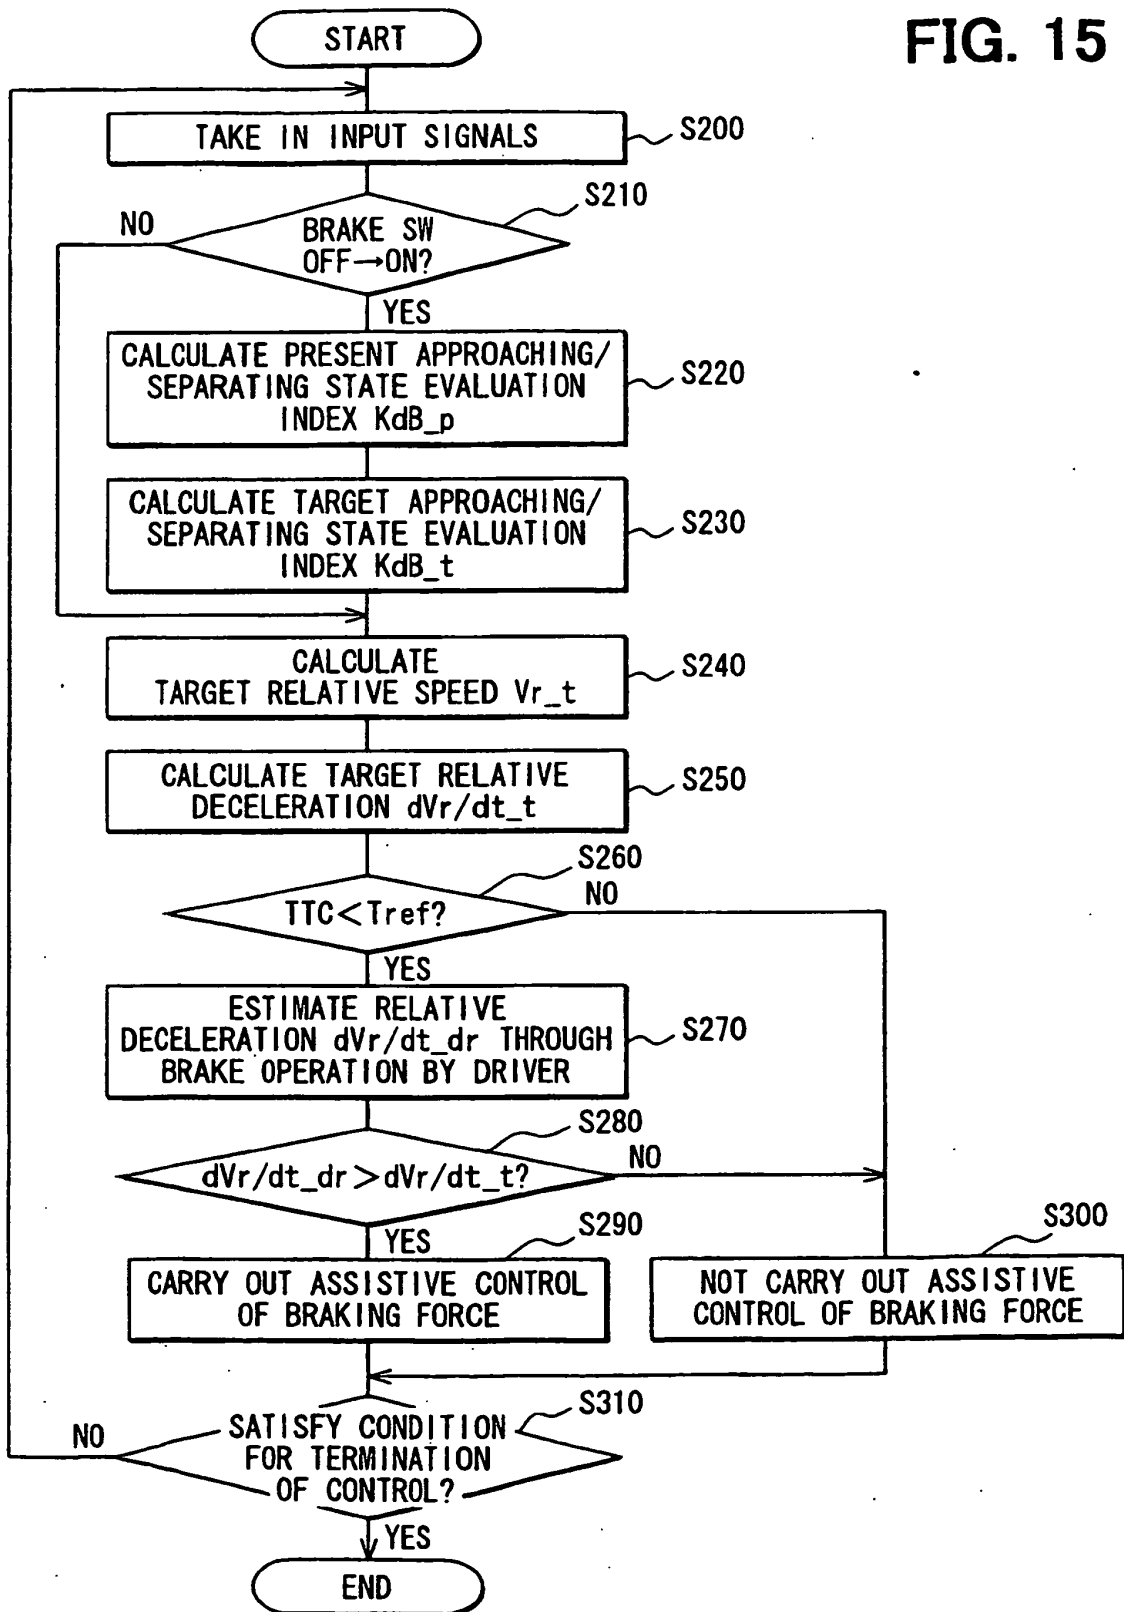 FIG. 15
START
TAKE IN INPUT SIGNALS
S200
BRAKE SW
OFF→ON?
S210
NO
YES
CALCULATE PRESENT APPROACHING/
SEPARATING STATE EVALUATION
INDEX KdB_p
S220
CALCULATE TARGET APPROACHING/
SEPARATING STATE EVALUATION
INDEX KdB_t
S230
CALCULATE
TARGET RELATIVE SPEED Vr_t
S240
CALCULATE TARGET RELATIVE
DECELERATION dVr/dt_t
S250
S260
TTC<Tref?
NO
YES
ESTIMATE RELATIVE
DECELERATION dVr/dt_dr THROUGH
BRAKE OPERATION BY DRIVER
S270
S280
dVr/dt_dr>dVr/dt_t?
NO
YES
S290
CARRY OUT ASSISTIVE CONTROL
OF BRAKING FORCE
S300
NOT CARRY OUT ASSISTIVE
CONTROL OF BRAKING FORCE
S310
SATISFY CONDITION
FOR TERMINATION
OF CONTROL?
NO
YES
END